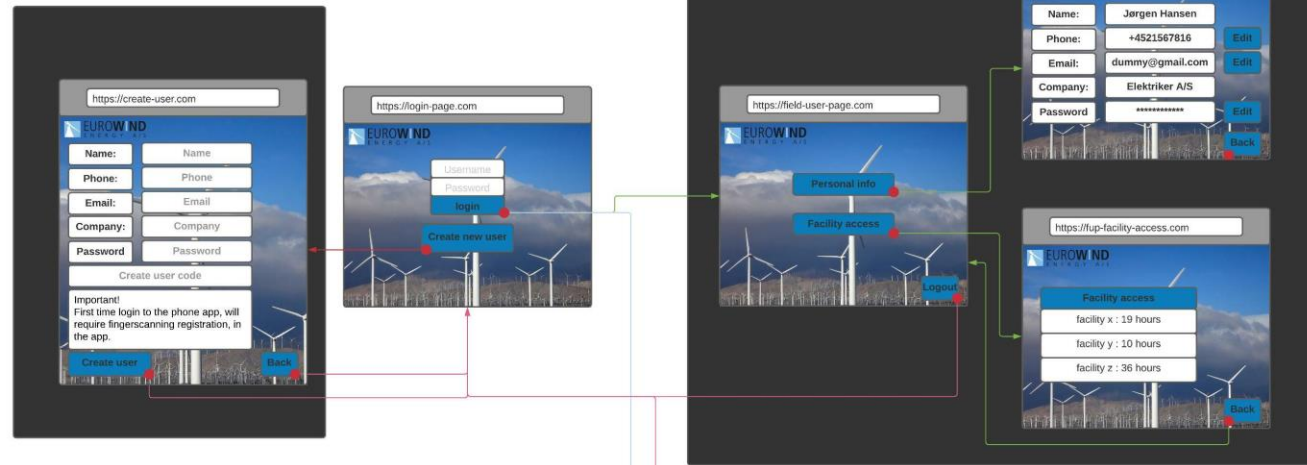 https://create-user.com
EUROWIND
ENERGY A/S
Name:
Name
Phone:
Phone
Email:
Email
Company:
Company
Password
Password
Create user code
Important!
First time login to the phone app, will
require fingerscanning registration, in
the app.
Create user
Back
https://login-page.com
EUROWIND
ENERGY A/S
Username
Password
login
Create new user
https://field-user-page.com
EUROWIND
ENERGY A/S
Personal info
Facility access
Logout
Name:
Jørgen Hansen
Phone:
+4521567816
Edit
Email:
dummy@gmail.com
Edit
Company:
Elektriker A/S
Password
************
Edit
Back
https://fup-facility-access.com
EUROWIND
ENERGY A/S
Facility access
facility x : 19 hours
facility y : 10 hours
facility z : 36 hours
Back